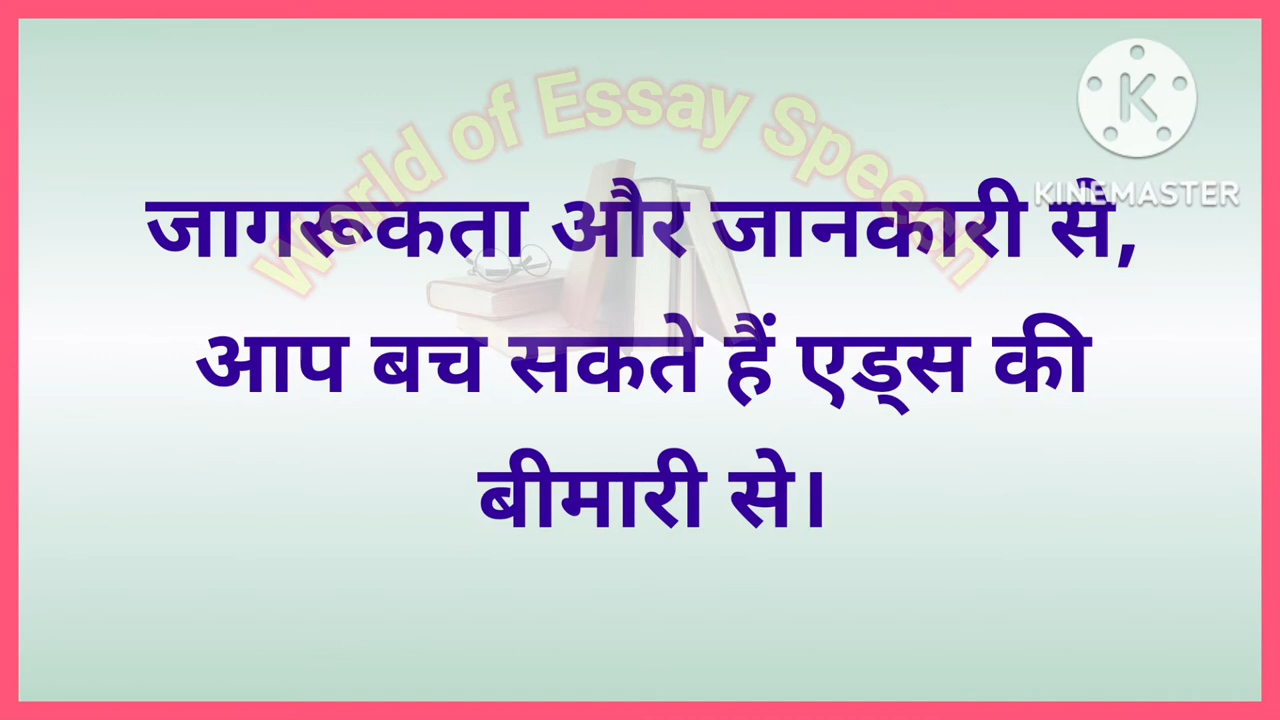 World of Essay Speech
K
KINEMASTER
जागरूकता और जानकारी से,
आप बच सकते हैं एड्स की
बीमारी से।